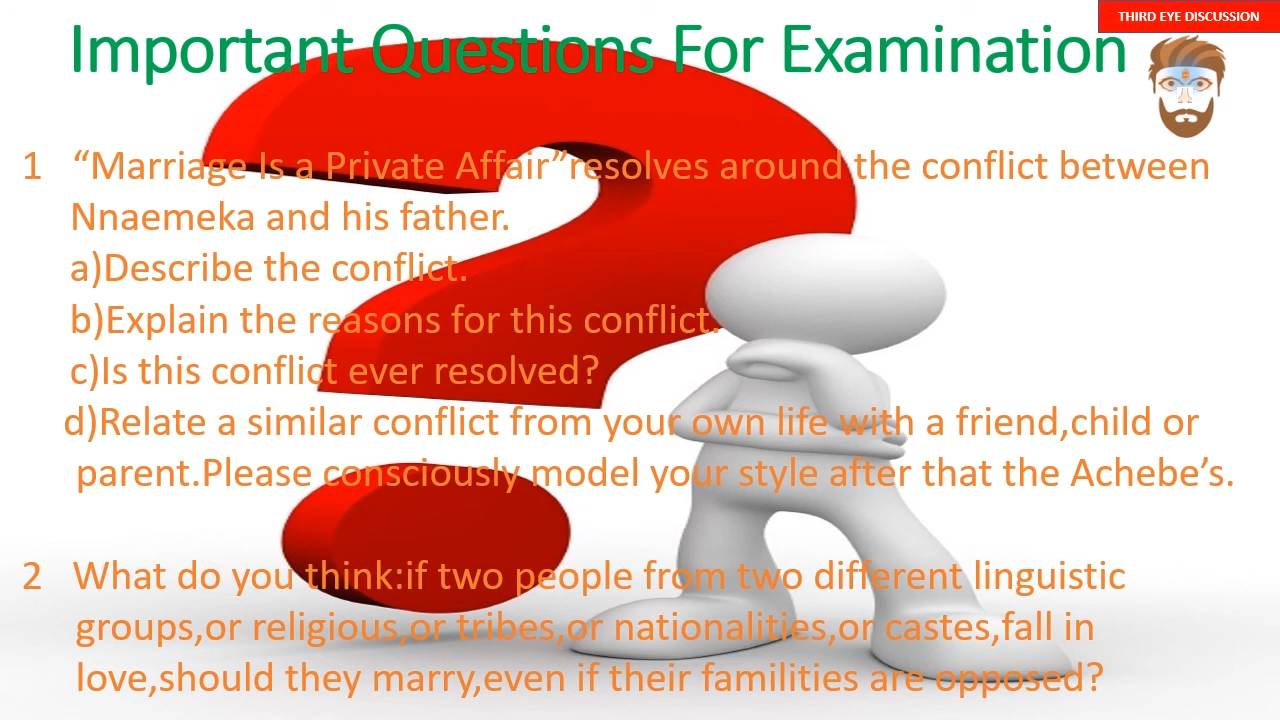 THIRD EYE DISCUSSION
Important Questions For Examination
1 “Marriage Is a Private Affair”resolves around the conflict between
Nnaemeka and his father.
a)Describe the conflict.
b)Explain the reasons for this conflict.
c)Is this conflict ever resolved?
d)Relate a similar conflict from your own life with a friend,child or
parent.Please consciously model your style after that the Achebe’s.
2 What do you think:if two people from two different linguistic
groups,or religious,or tribes,or nationalities,or castes,fall in
love,should they marry,even if their familities are opposed?